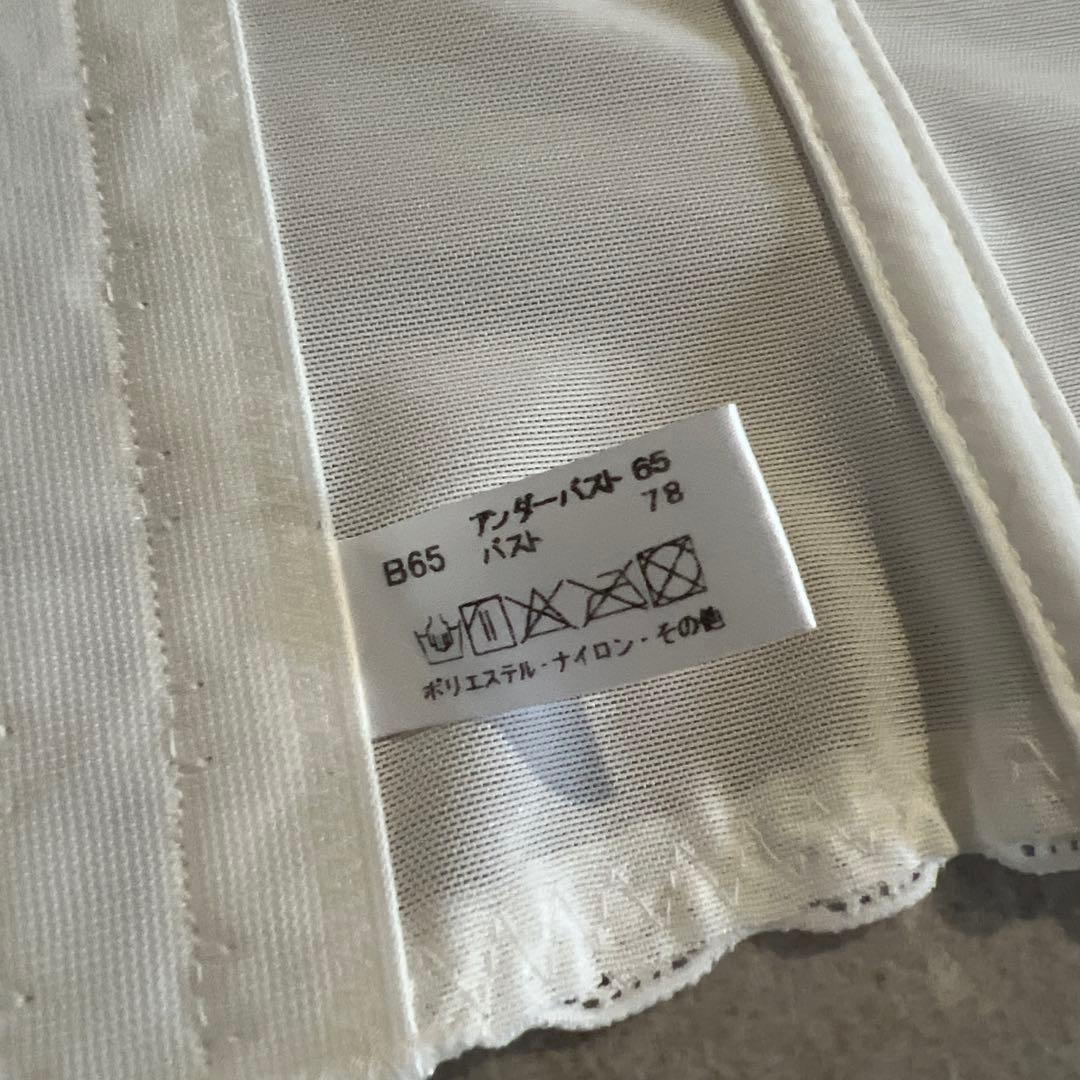 アンダーバスト 65
B65 バスト 78
ポリエステル・ナイロン・その他